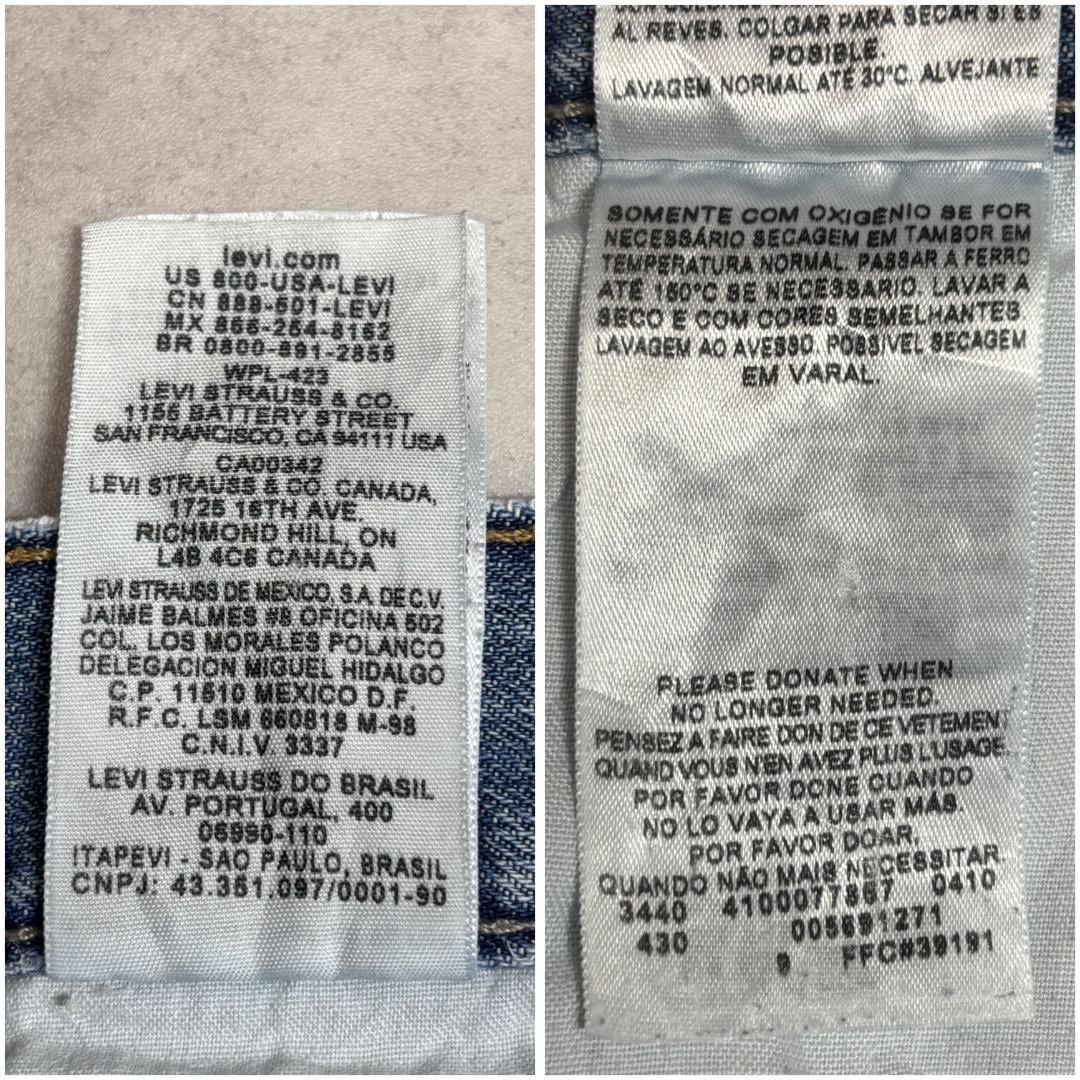 levi.com
US 800-USA-LEVI
CN 888-501-LEVI
MX 855-254-8162
BR 0800-891-2855
WPL-423
LEVI STRAUSS & CO.
1155 BATTERY STREET
SAN FRANCISCO, CA 94111 USA
CA00342
LEVI STRAUSS & CO. CANADA,
1725 16TH AVE.
RICHMOND HILL, ON
L4B 4C6 CANADA
LEVI STRAUSS DE MEXICO, S.A. DE C.V.
JAIME BALMES #8 OFICINA 602
COL. LOS MORALES POLANCO
DELEGACION MIGUEL HIDALGO
C.P. 11510 MEXICO D.F.
R.F.C. LSM 660818 M-98
C.N.I.V. 3337
LEVI STRAUSS DO BRASIL
AV. PORTUGAL, 400
06690-110
ITAPEVI - SAO PAULO, BRASIL
CNPJ: 43.351.097/0001-90
AL REVES. COLGAR PARA SECAR SI ES
POSIBLE.
LAVAGEM NORMAL ATÉ 30°C. ALVEJANTE
SOMENTE COM OXIGÊNIO SE FOR
NECESSÁRIO SECAGEM EM TAMBOR EM
TEMPERATURA NORMAL. PASSAR A FERRO
ATÉ 150°C SE NECESSARIO. LAVAR A
SECO E COM CORES SEMELHANTES
LAVAGEM AO AVESSO. POSSIVEL SECAGEM
EM VARAL.
PLEASE DONATE WHEN
NO LONGER NEEDED.
PENSEZ A FAIRE DON DE CE VETEMENT
QUAND VOUS N'EN AVEZ PLUS L'USAGE.
POR FAVOR DONE CUANDO
NO LO VAYA A USAR MÁS.
POR FAVOR DOAR,
QUANDO NÃO MAIS NECESSITAR.
3440 4100077867 0410
430 005691271
9 FFC#39191